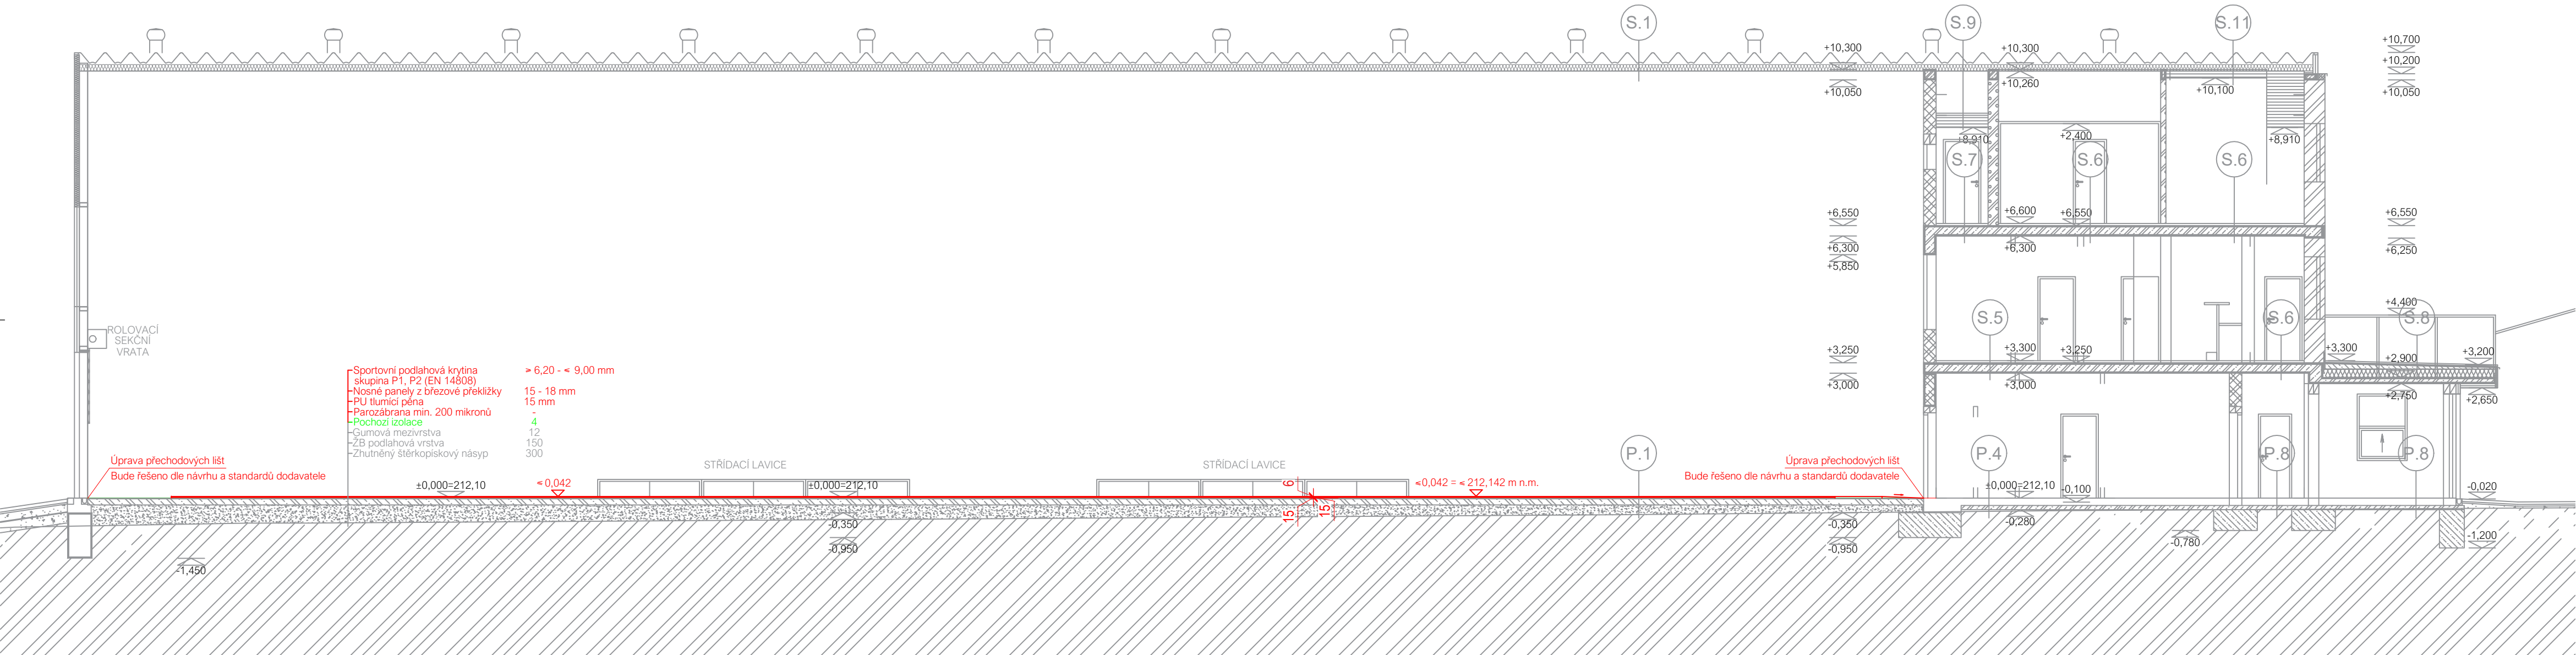 S.1
S.9
S.11
+10,300
+10,050
+10,300
+10,260
+10,100
+10,700
+10,200
+10,050
+8,910
+2,400
+8,910
S.7
S.6
S.6
+6,550
+6,300
+5,850
+6,600
+6,550
+6,300
+6,550
+6,250
ROLOVACÍ
SEKČNÍ
VRATA
S.5
S.6
+4,400
S.8
+3,250
+3,000
+3,300
+3,250
+3,000
+3,300
+2,900
+3,200
+2,750
+2,650
Sportovní podlahová krytina ≥ 6,20 - ≤ 9,00 mm
skupina P1, P2 (EN 14808)
Nosné panely z březové překližky 15 - 18 mm
PU tlumící pěna 15 mm
Parozábrana min. 200 mikronů -
Pochozí izolace 4
Gumová mezivrstva 12
ŽB podlahová vrstva 150
Zhutněný štěrkopískový násyp 300
Úprava přechodových lišt
Bude řešeno dle návrhu a standardů dodavatele
STŘÍDACÍ LAVICE
STŘÍDACÍ LAVICE
P.1
Úprava přechodových lišt
Bude řešeno dle návrhu a standardů dodavatele
P.4
P.8
P.8
±0,000=212,10
≤ 0,042
±0,000=212,10
6
15
15
≤0,042 = ≤ 212,142 m n.m.
±0,000=212,10
-0,100
-0,020
-0,350
-0,950
-0,350
-0,950
-0,280
-0,780
-1,200
-1,450